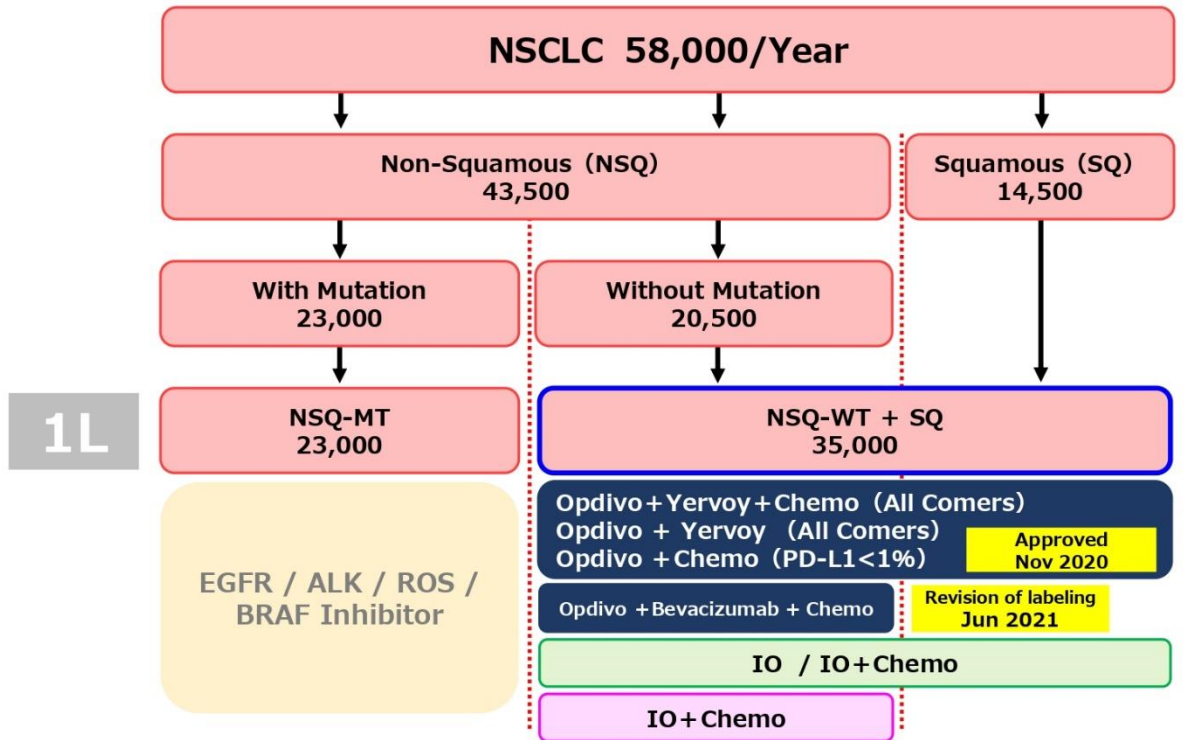 NSCLC 58,000/Year
Non-Squamous（NSQ）
43,500
Squamous（SQ）
14,500
With Mutation
23,000
Without Mutation
20,500
1L
NSQ-MT
23,000
NSQ-WT + SQ
35,000
EGFR / ALK / ROS /
BRAF Inhibitor
Opdivo+Yervoy+Chemo（All Comers）
Opdivo + Yervoy （All Comers）
Opdivo +Chemo（PD-L1<1%）
Approved
Nov 2020
Opdivo +Bevacizumab + Chemo
Revision of labeling
Jun 2021
IO / IO+Chemo
IO+Chemo